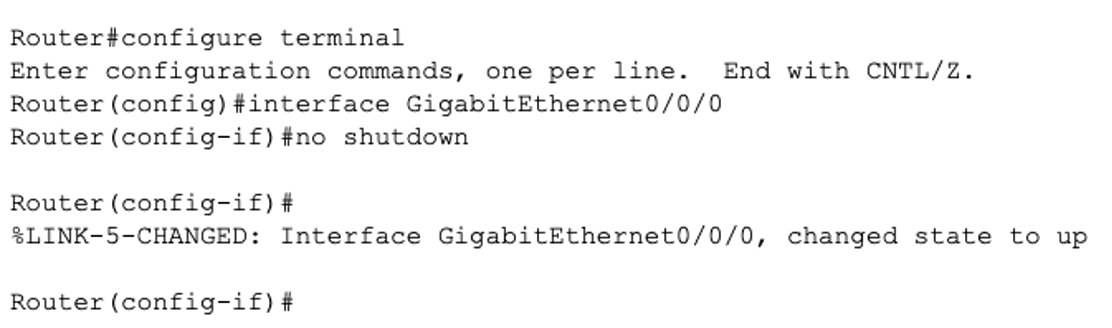 Router#configure terminal
Enter configuration commands, one per line.  End with CNTL/Z.
Router(config)#interface GigabitEthernet0/0/0
Router(config-if)#no shutdown
Router(config-if)#
%LINK-5-CHANGED: Interface GigabitEthernet0/0/0, changed state to up
Router(config-if)#